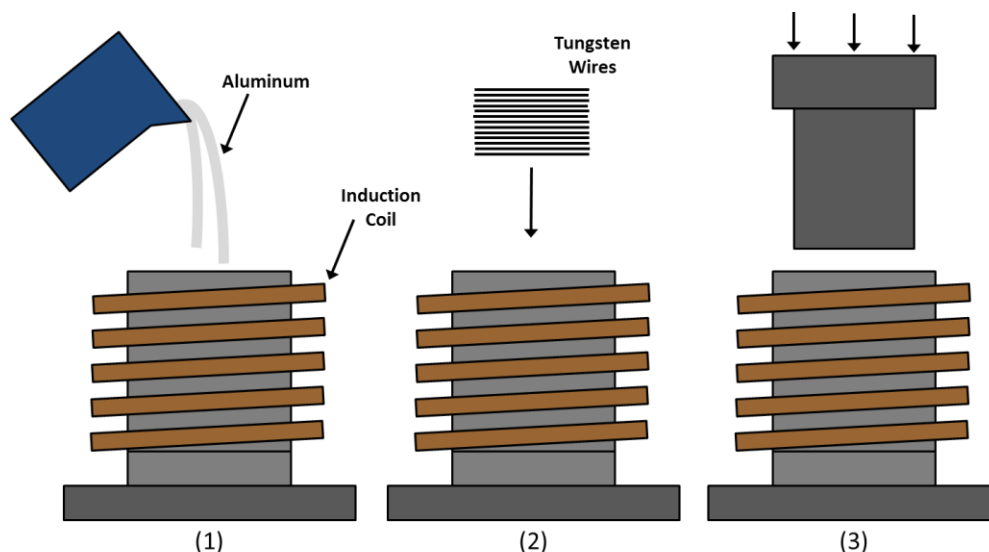 Aluminum
Tungsten
Wires
Induction
Coil
(1)
(2)
(3)